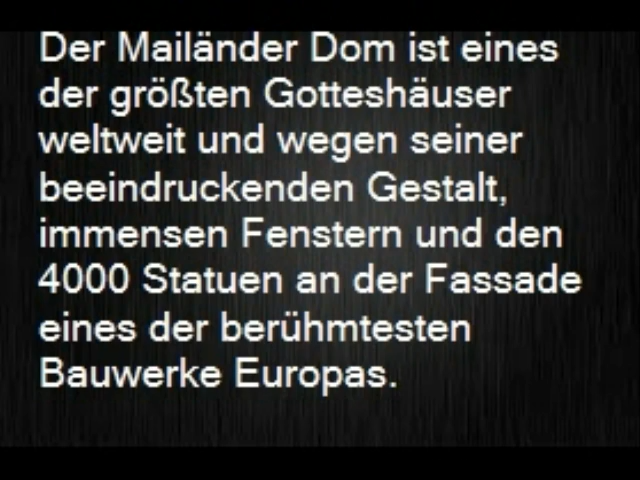 Der Mailänder Dom ist eines
der größten Gotteshäuser
weltweit und wegen seiner
beeindruckenden Gestalt,
immensen Fenstern und den
4000 Statuen an der Fassade
eines der berühmtesten
Bauwerke Europas.